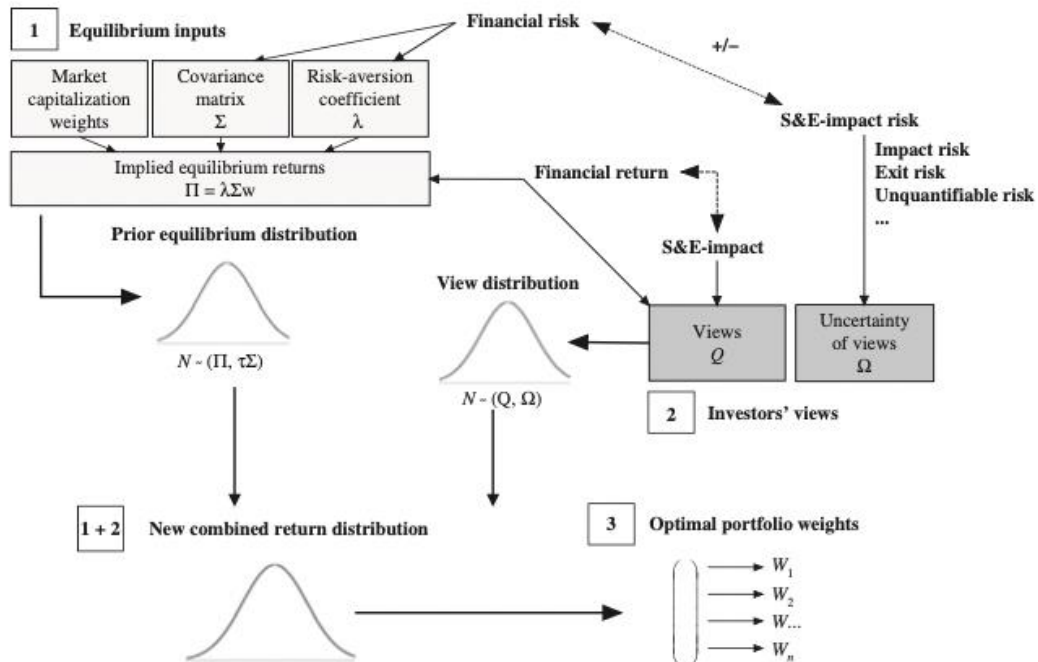 1 Equilibrium inputs
Financial risk
+/–
Market
capitalization
weights
Covariance
matrix
Σ
Risk-aversion
coefficient
λ
S&E-impact risk
Impact risk
Exit risk
Unquantifiable risk
...
Implied equilibrium returns
Π = λΣw
Financial return
Prior equilibrium distribution
S&E-impact
View distribution
Views
Q
Uncertainty
of views
Ω
N ~ (Π, τΣ)
N ~ (Q, Ω)
2 Investors’ views
1 + 2 New combined return distribution
3 Optimal portfolio weights
W1
W2
W...
Wn